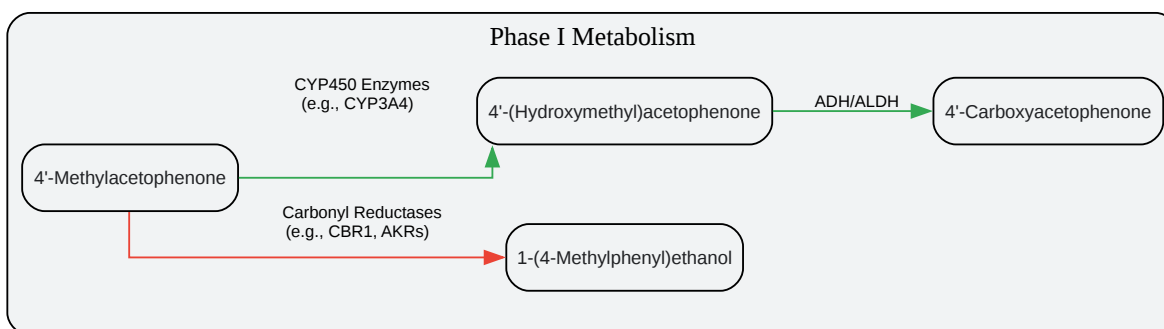 Phase I Metabolism
CYP450 Enzymes
(e.g., CYP3A4)
4'-(Hydroxymethyl)acetophenone
ADH/ALDH
4'-Carboxyacetophenone
4'-Methylacetophenone
Carbonyl Reductases
(e.g., CBR1, AKRs)
1-(4-Methylphenyl)ethanol